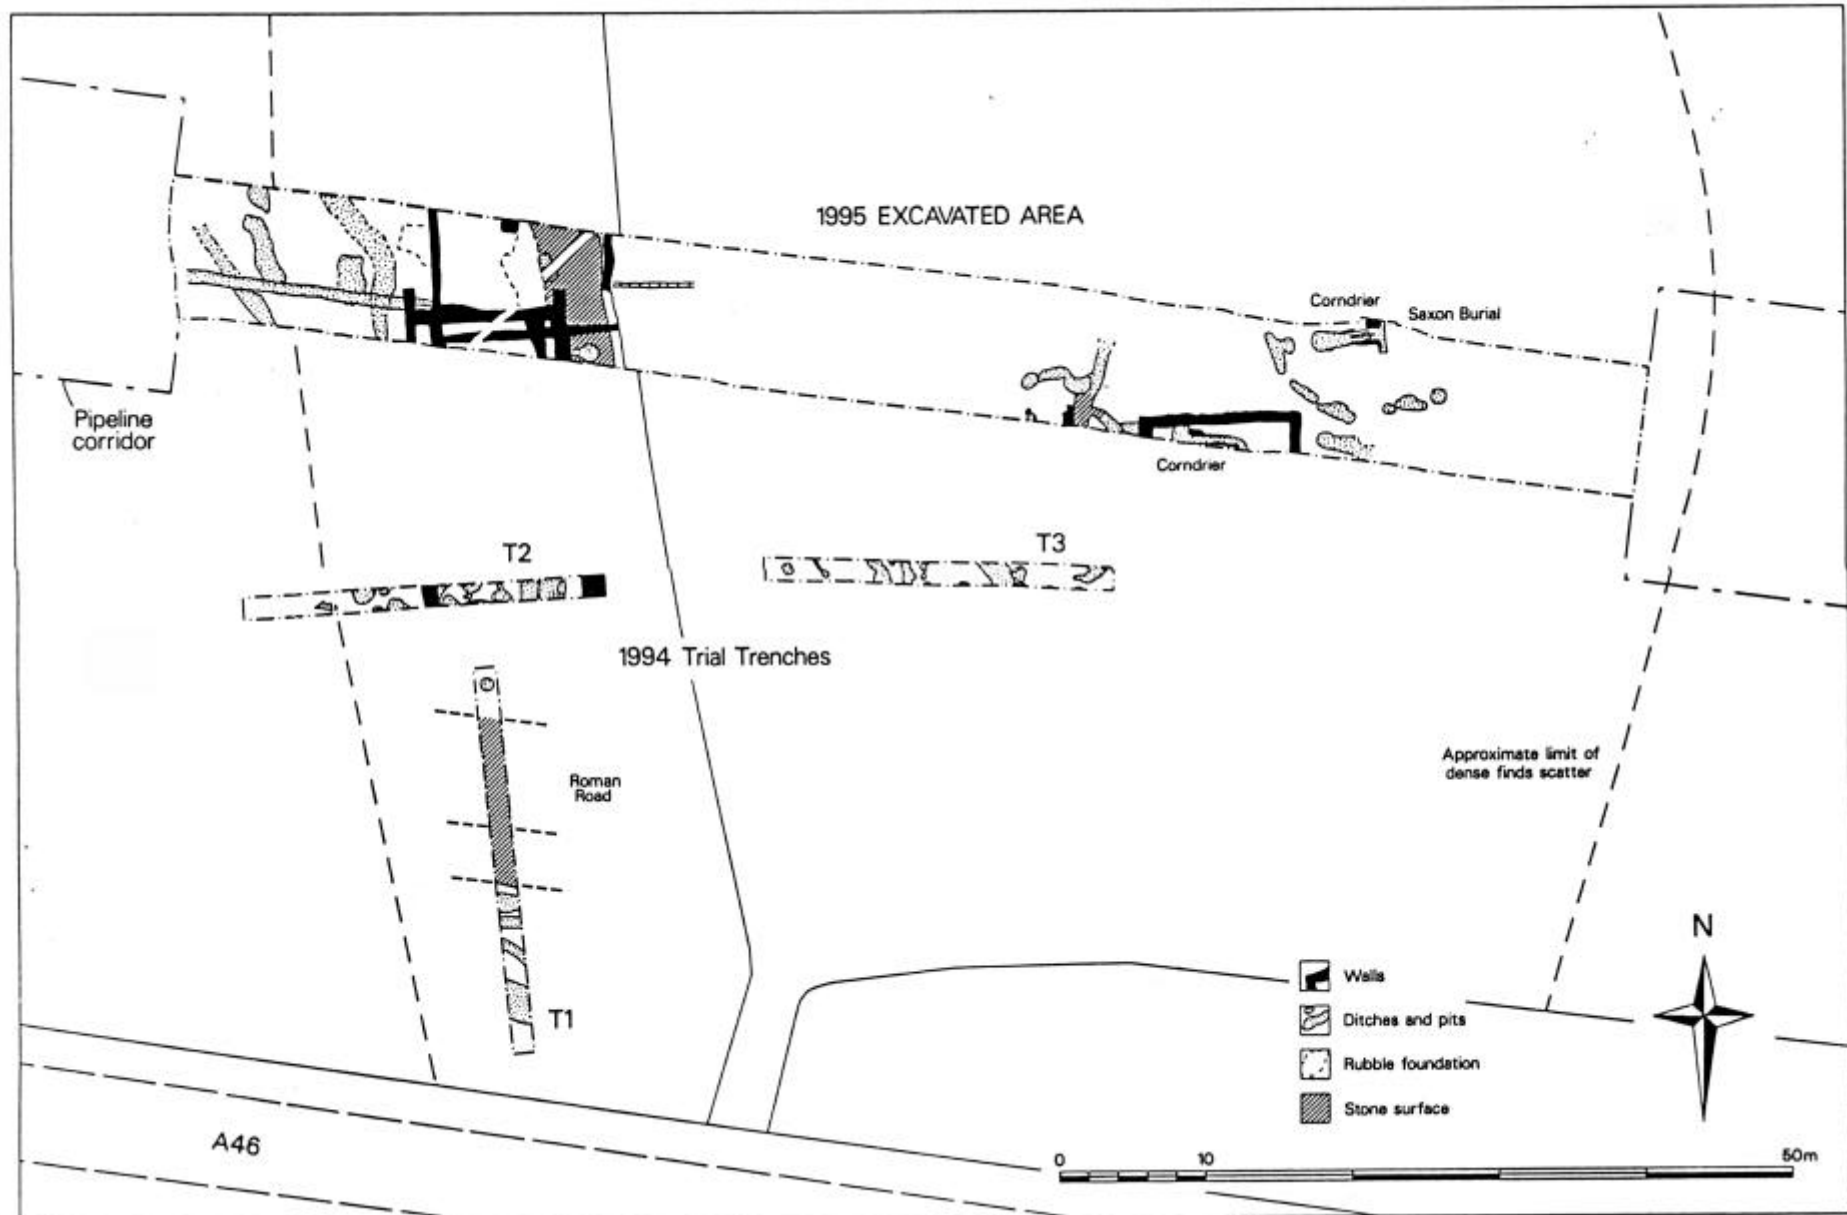 1995 EXCAVATED AREA
Corndrier
Saxon Burial
Pipeline
corridor
Corndrier
T2
T3
1994 Trial Trenches
Roman
Road
Approximate limit of
dense finds scatter
T1
N
Walls
Ditches and pits
Rubble foundation
Stone surface
A46
0 10 50m